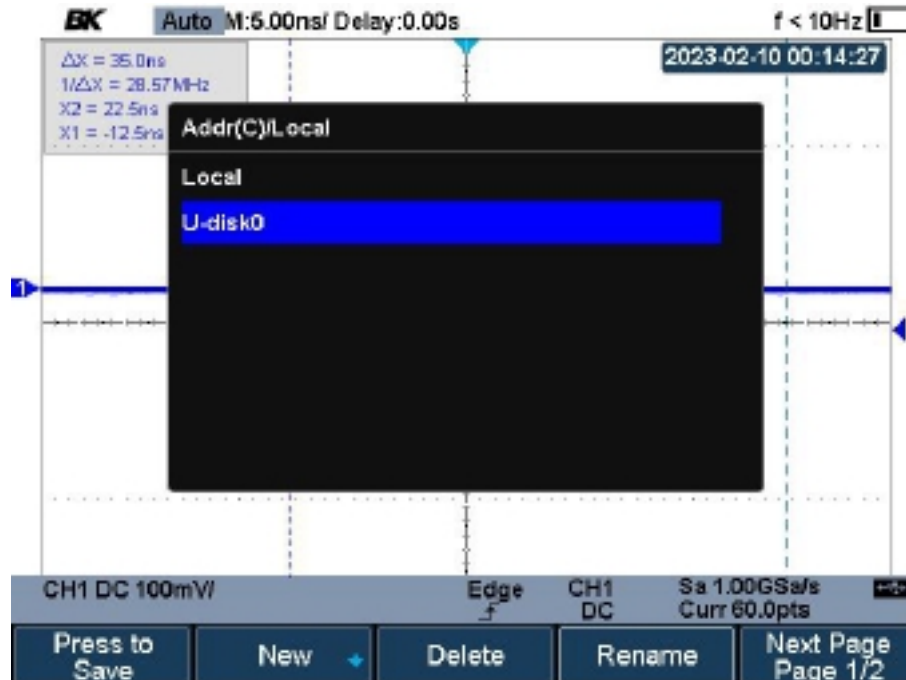 BK Auto M:5.00ns/ Delay:0.00s f < 10Hz
2023-02-10 00:14:27
ΔX = 35.0ns
1/ΔX = 28.57MHz
X2 = 22.5ns
X1 = -12.5ns
Addr(C)/Local
Local
U-disk0
1
CH1 DC 100mV/ Edge CH1 Sa 1.00GSa/s
DC Curr 60.0pts
Press to
Save
New
Delete
Rename
Next Page
Page 1/2